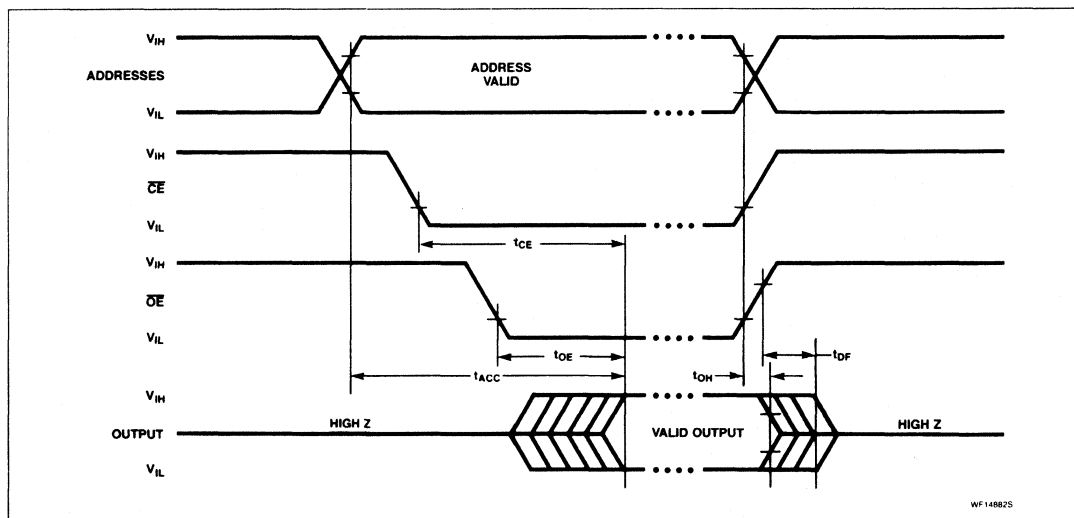 VIH
ADDRESSES
ADDRESS
VALID
VIL
VIH
CE
VIL
tCE
VIH
OE
VIL
tOE
tACC
tOH
tDF
VIH
OUTPUT
HIGH Z
VALID OUTPUT
HIGH Z
VIL
WF14882S